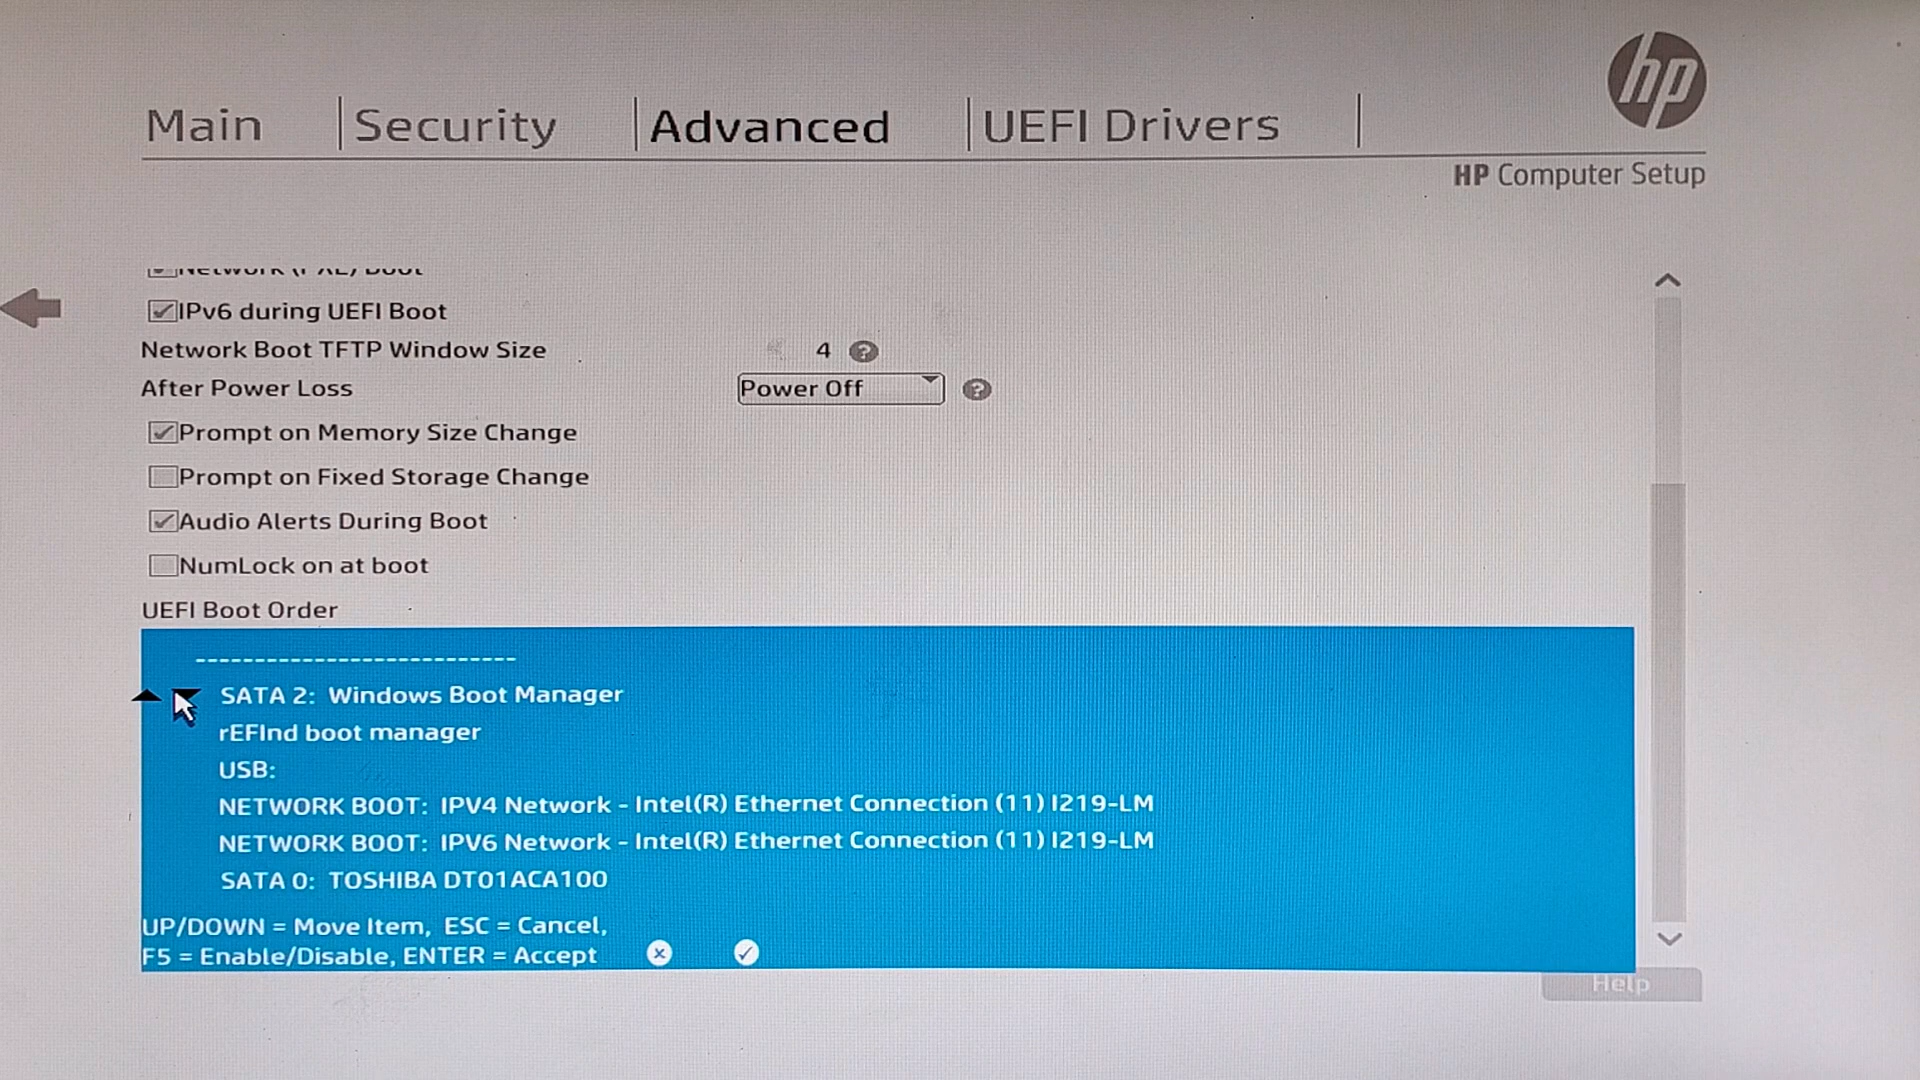 hp
Main
Security
Advanced
UEFI Drivers
HP Computer Setup
Network (PXE) Boot
IPv6 during UEFI Boot
Network Boot TFTP Window Size 4 ?
After Power Loss Power Off ?
Prompt on Memory Size Change
Prompt on Fixed Storage Change
Audio Alerts During Boot
NumLock on at boot
UEFI Boot Order
---------------------------
SATA 2: Windows Boot Manager
rEFInd boot manager
USB:
NETWORK BOOT: IPV4 Network - Intel(R) Ethernet Connection (11) I219-LM
NETWORK BOOT: IPV6 Network - Intel(R) Ethernet Connection (11) I219-LM
SATA 0: TOSHIBA DT01ACA100
UP/DOWN = Move Item, ESC = Cancel,
F5 = Enable/Disable, ENTER = Accept
Help